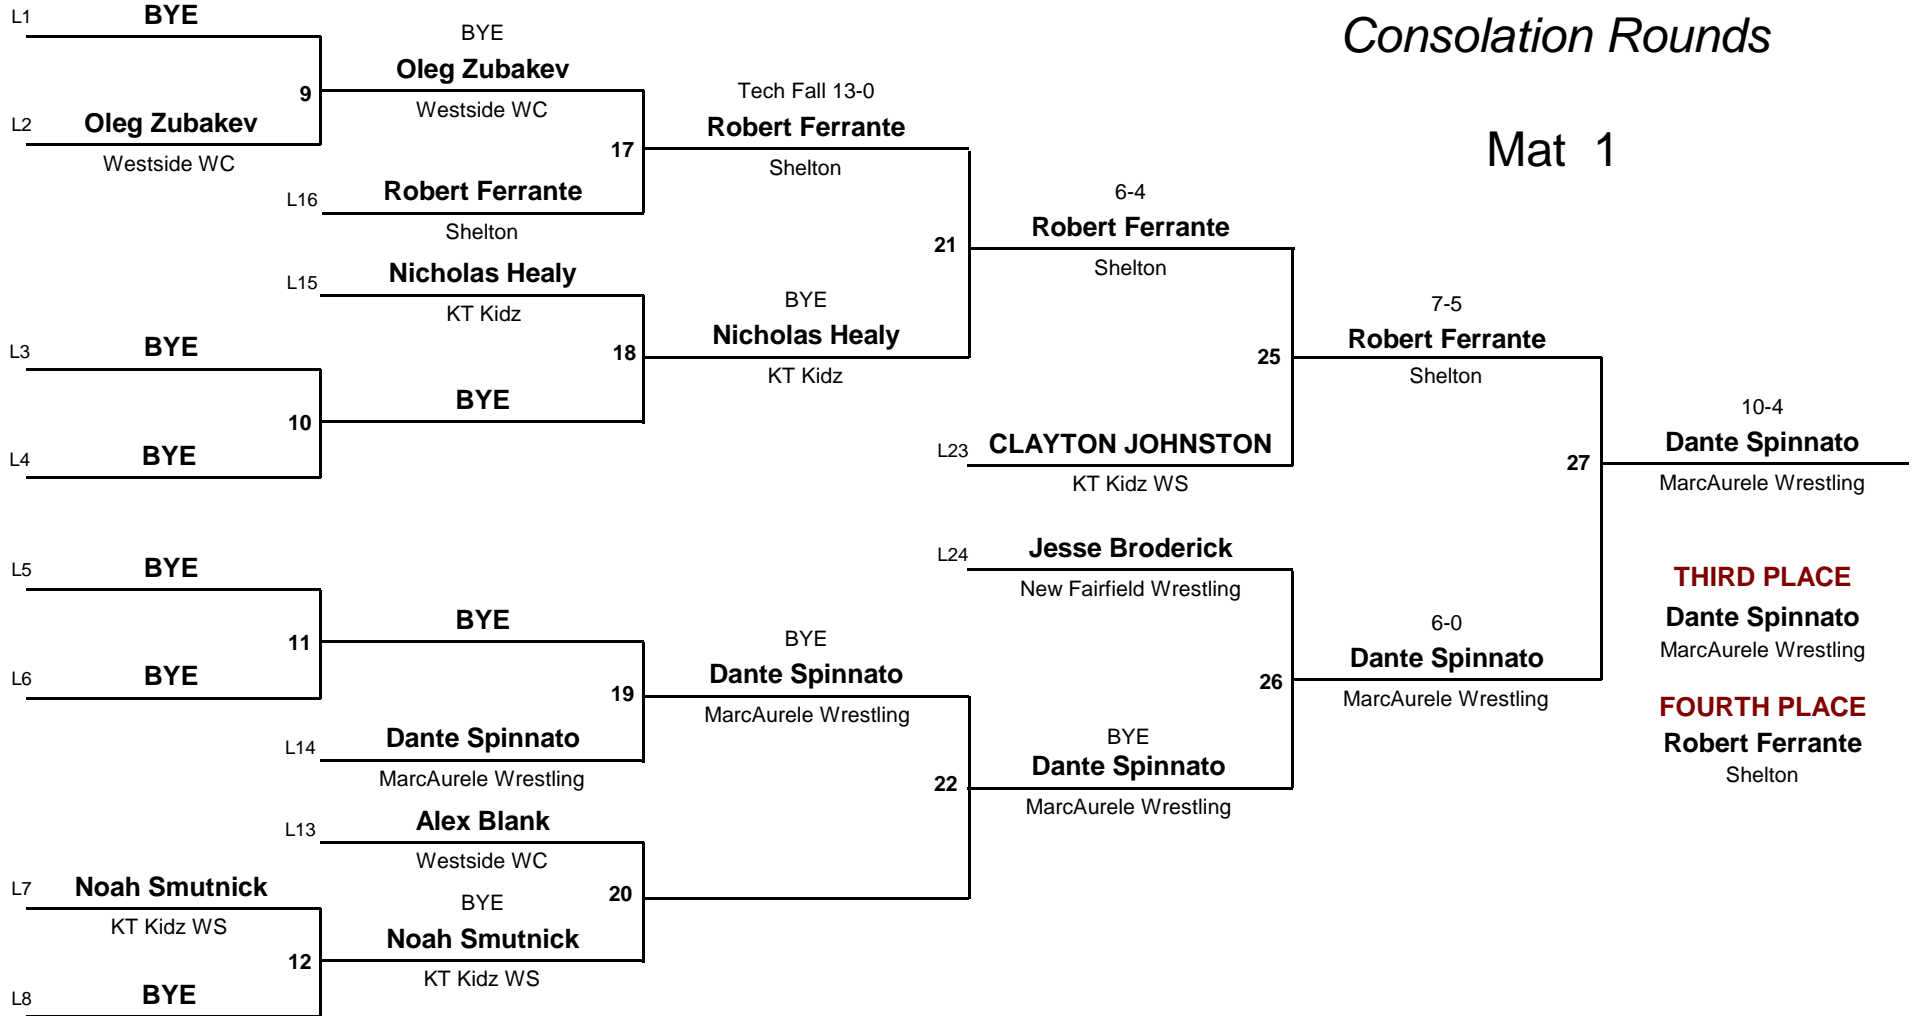 Consolation Rounds
Mat 1
L1 BYE
9
L2 Oleg Zubakev
Westside WC
BYE
Oleg Zubakev
Westside WC
17
L16 Robert Ferrante
Shelton
L15 Nicholas Healy
KT Kidz
18
L3 BYE
10
L4 BYE
BYE
Tech Fall 13-0
Robert Ferrante
Shelton
21
BYE
Nicholas Healy
KT Kidz
6-4
Robert Ferrante
Shelton
25
L23 CLAYTON JOHNSTON
KT Kidz WS
7-5
Robert Ferrante
Shelton
27
10-4
Dante Spinnato
MarcAurele Wrestling
L5 BYE
11
L6 BYE
BYE
19
L14 Dante Spinnato
MarcAurele Wrestling
L13 Alex Blank
Westside WC
20
L7 Noah Smutnick
KT Kidz WS
12
L8 BYE
BYE
Noah Smutnick
KT Kidz WS
BYE
Dante Spinnato
MarcAurele Wrestling
22
L24 Jesse Broderick
New Fairfield Wrestling
26
BYE
Dante Spinnato
MarcAurele Wrestling
6-0
Dante Spinnato
MarcAurele Wrestling
THIRD PLACE
Dante Spinnato
MarcAurele Wrestling
FOURTH PLACE
Robert Ferrante
Shelton